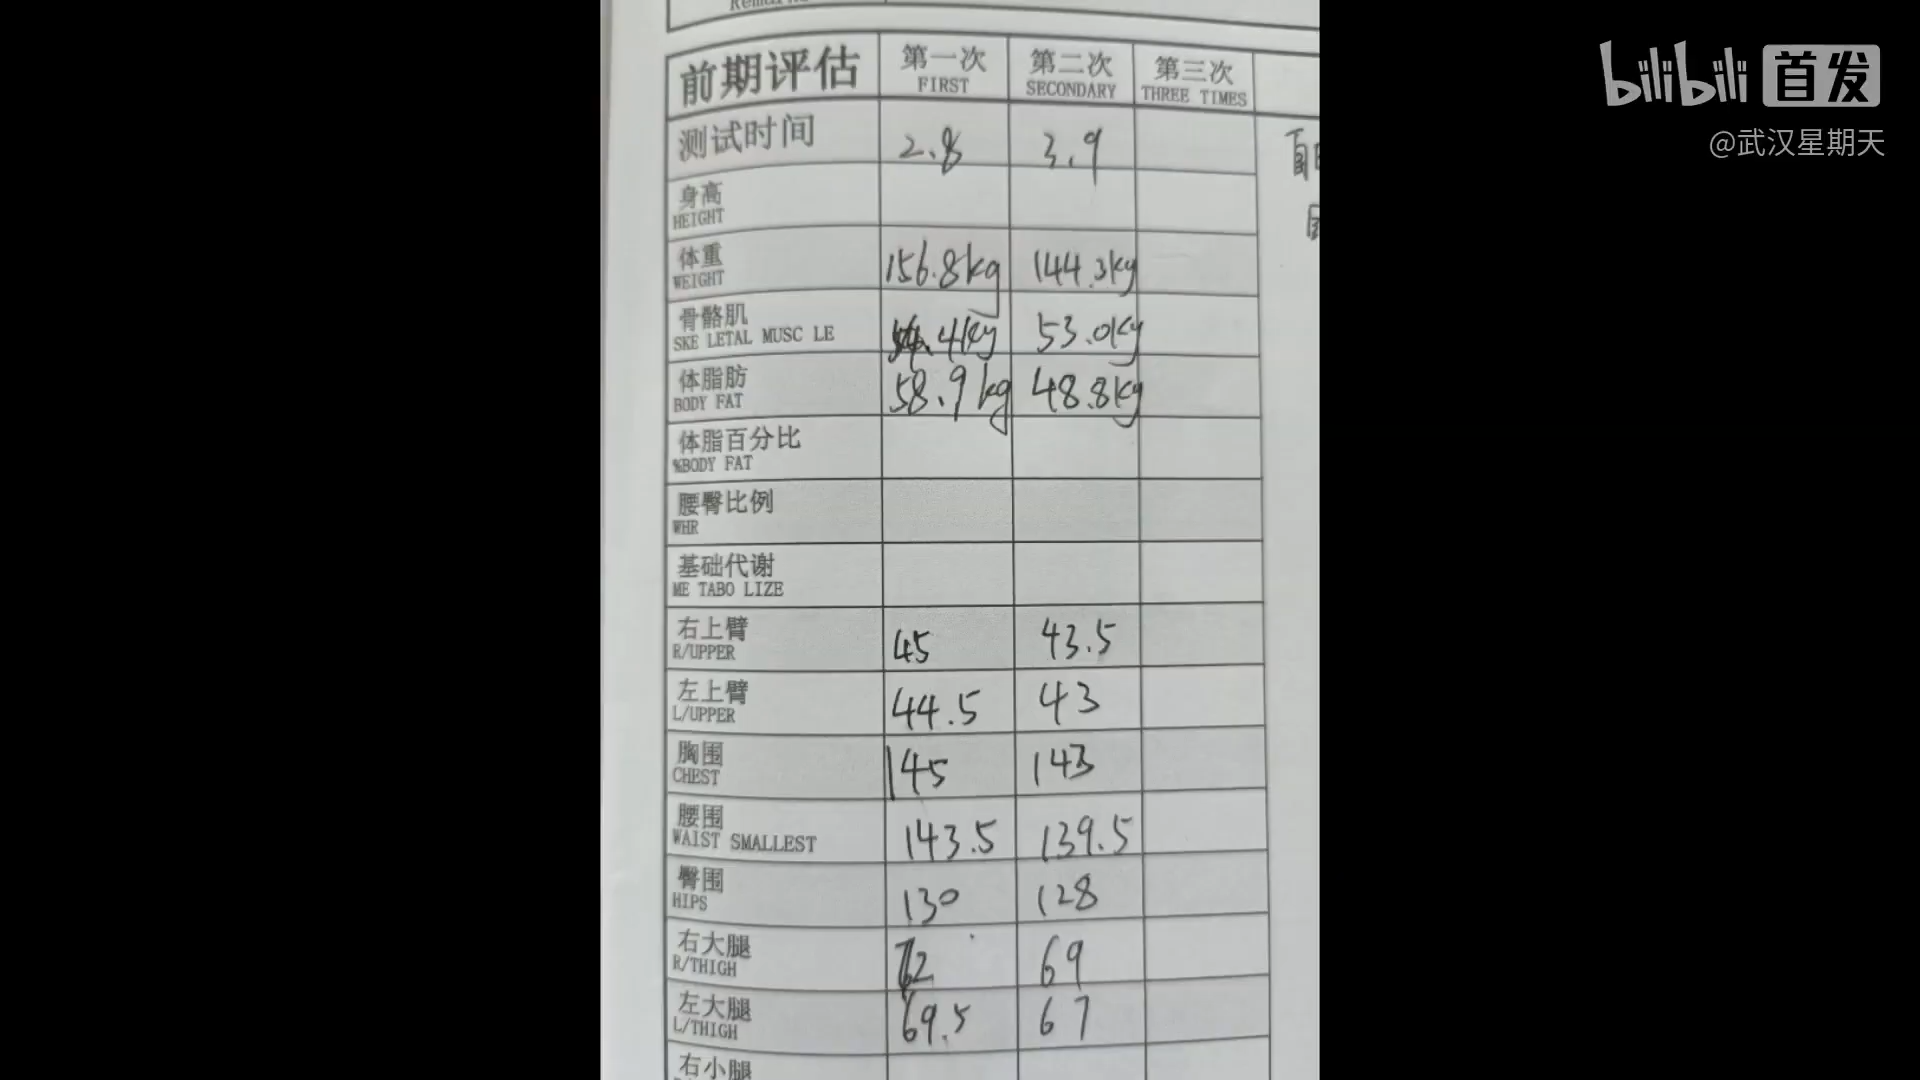 bilibili 首发
@武汉星期天
前期评估 第一次 第二次 第三次
FIRST SECONDARY THREE TIMES
测试时间 2.8 3.9
身高
HEIGHT
体重 156.8kg 144.3kg
WEIGHT
骨骼肌 .4kg 53.0kg
SKE LETAL MUSC LE
体脂肪 58.9kg 48.8kg
BODY FAT
体脂百分比
%BODY FAT
腰臀比例
WHR
基础代谢
ME TABO LIZE
右上臂 45 43.5
R/UPPER
左上臂 44.5 43
L/UPPER
胸围 145 143
CHEST
腰围 143.5 139.5
WAIST SMALLEST
臀围 130 128
HIPS
右大腿 72 69
R/THIGH
左大腿 69.5 67
L/THIGH
右小腿